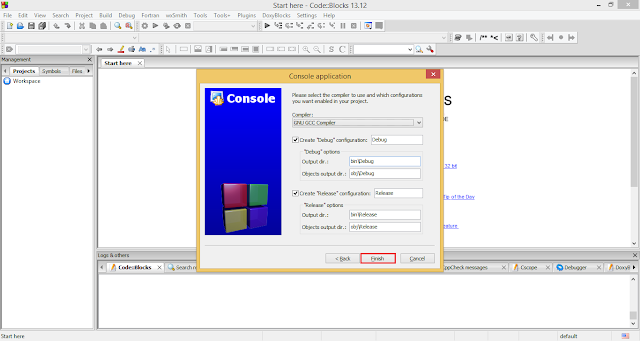 Start here - Code::Blocks 13.12
File Edit View Search Project Build Debug Fortran wxSmith Tools Tools+ Plugins DoxyBlocks Settings Help
Management
Projects Symbols Files
Workspace
Start here
Console application
Console
Please select the compiler to use and which configurations
you want enabled in your project.
Compiler:
GNU GCC Compiler
Create "Debug" configuration: Debug
"Debug" options
Output dir.: bin\Debug
Objects output dir.: obj\Debug
Create "Release" configuration: Release
"Release" options
Output dir.: bin\Release
Objects output dir.: obj\Release
< Back Finish Cancel
S
32 bit
Tip of the Day
Logs & others
Code::Blocks Search r CppCheck messages Cscope Debugger DoxyB
Start here default